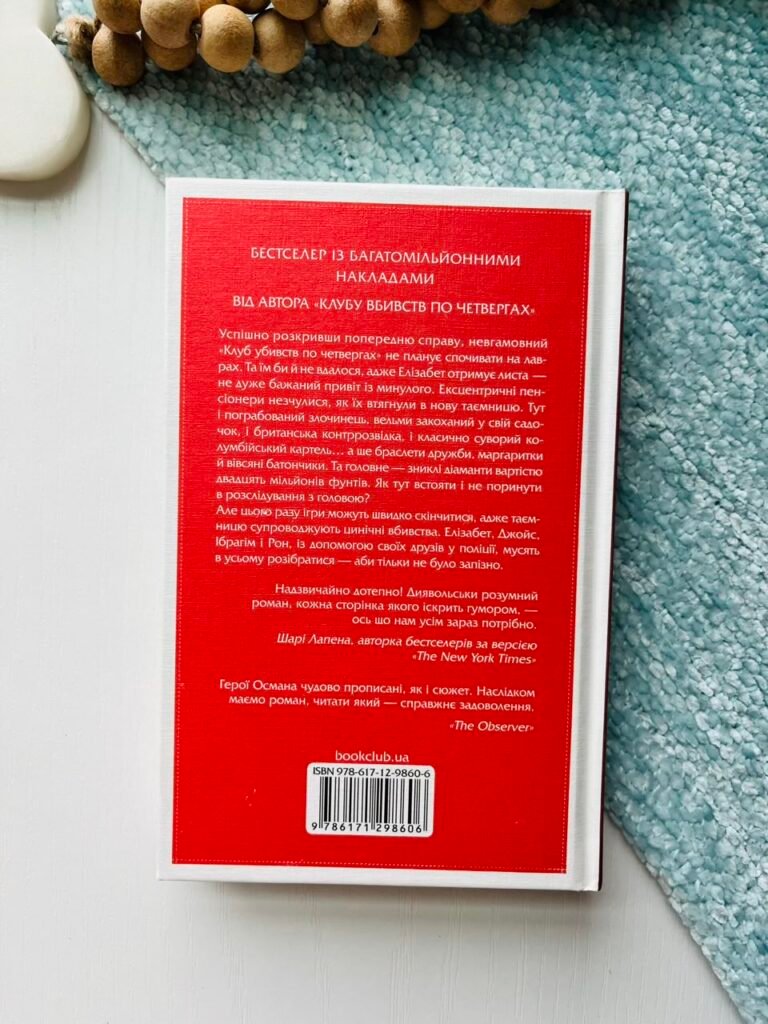 БЕСТСЕЛЕР ІЗ БАГАТОМІЛЬЙОННИМИ
НАКЛАДАМИ
ВІД АВТОРА «КЛУБУ ВБИВСТВ ПО ЧЕТВЕРГАХ»
Успішно розкривши попередню справу, невгамовний
«Клуб убивств по четвергах» не планує спочивати на лав-
рах. Та їм би й не вдалося, адже Елізабет отримує листа —
не дуже бажаний привіт із минулого. Ексцентричні пен-
сіонери незчулися, як їх втягнули в нову таємницю. Тут
і пограбований злочинець, вельми закоханий у свій садо-
чок, і британська контррозвідка, і класично суворий ко-
лумбійський картель... а ще браслети дружби, маргаритки
й вівсяні батончики. Та головне — зниклі діаманти вартістю
двадцять мільйонів фунтів. Як тут встояти і не поринути
в розслідування з головою?
Але цього разу ігри можуть швидко скінчитися, адже таєм-
ницю супроводжують цинічні вбивства. Елізабет, Джойс,
Ібрагім і Рон, із допомогою своїх друзів у поліції, мусять
в усьому розібратися — аби тільки не було запізно.
Надзвичайно дотепно! Диявольськи розумний
роман, кожна сторінка якого іскрить гумором, —
ось що нам усім зараз потрібно.
Шарі Лапена, авторка бестселерів за версією
«The New York Times»
Герої Османа чудово прописані, як і сюжет. Наслідком
маємо роман, читати який — справжнє задоволення.
«The Observer»
bookclub.ua
ISBN 978-617-12-9860-6
9 786171 298606